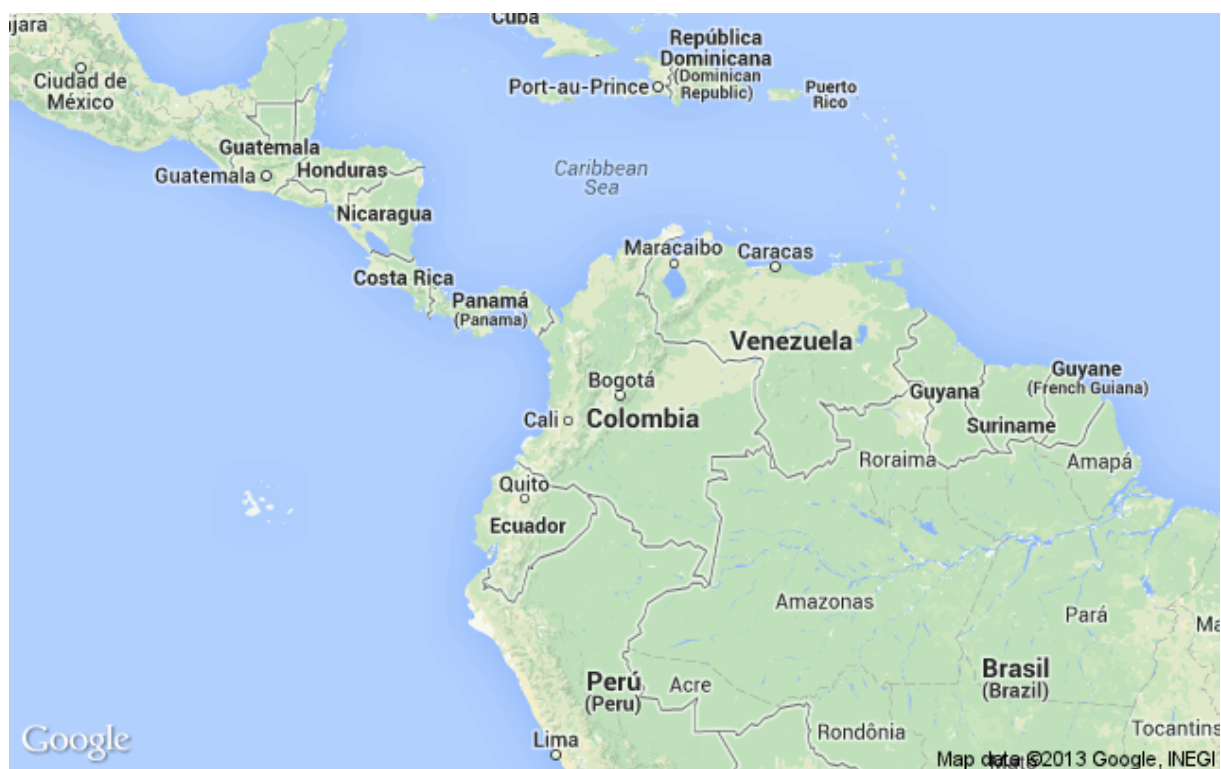 Cuba
ajara
República
Dominicana
(Dominican
Republic)
Ciudad de
México
Port-au-Prince
Puerto
Rico
Guatemala
Guatemala
Honduras
Caribbean
Sea
Nicaragua
Maracaibo
Caracas
Costa Rica
Panamá
(Panama)
Venezuela
Guyane
(French Guiana)
Bogotá
Guyana
Cali
Colombia
Suriname
Roraima
Amapá
Quito
Ecuador
Amazonas
Pará
Ma
Perú
(Peru)
Acre
Brasil
(Brazil)
Rondônia
Tocantins
Google
Lima
Map data ©2013 Google, INEGI